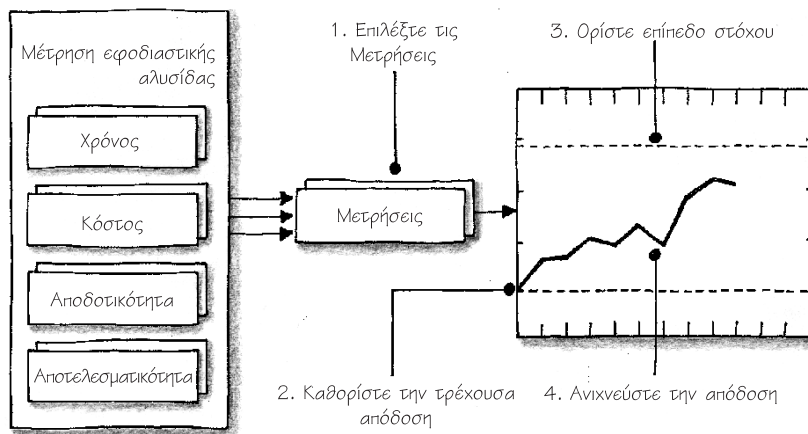 Μέτρηση εφοδιαστικής
αλυσίδας
Χρόνος
Κόστος
Αποδοτικότητα
Αποτελεσματικότητα
1. Επιλέξτε τις
Μετρήσεις
Μετρήσεις
3. Ορίστε επίπεδο στόχου
2. Καθορίστε την τρέχουσα
απόδοση
4. Ανιχνεύστε την απόδοση